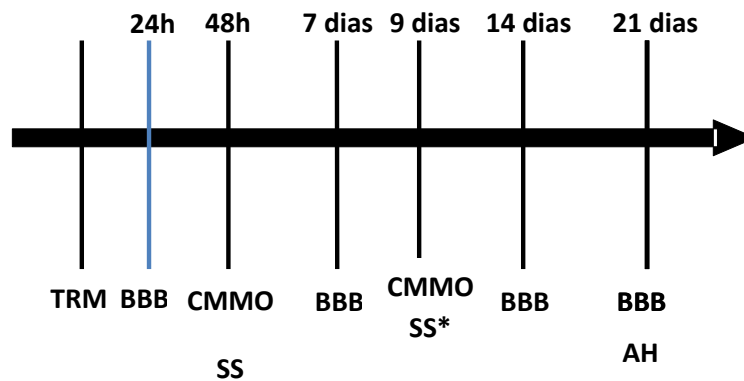 24h 48h 7 dias 9 dias 14 dias 21 dias
TRM BBB CMMO BBB CMMO BBB BBB
SS*
SS AH